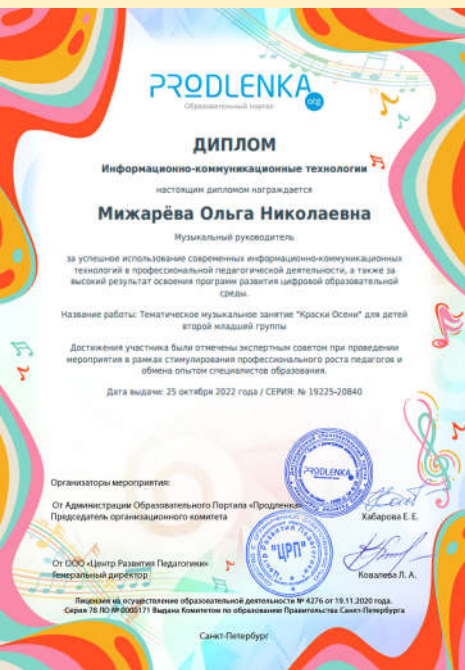 PRODLENKA
.org
Образовательный портал
ДИПЛОМ
Информационно-коммуникационные технологии
настоящим дипломом награждается
Мижарёва Ольга Николаевна
Музыкальный руководитель
за успешное использование современных информационно-коммуникационных
технологий в профессиональной педагогической деятельности, а также за
высокий результат освоения программ развития цифровой образовательной
среды.
Название работы: Тематическое музыкальное занятие "Краски Осени" для детей
второй младшей группы
Достижения участника были отмечены экспертным советом при проведении
мероприятия в рамках стимулирования профессионального роста педагогов и
обмена опытом специалистов образования.
Дата выдачи: 25 октября 2022 года / СЕРИЯ: № 19225-20840
Организаторы мероприятия:
PRODLENKA
От Администрации Образовательного Портала «Продленка»
Председатель организационного комитета
Хабарова Е. Е.
"ЦРП"
От ООО «Центр Развития Педагогики»
Генеральный директор
Ковалева Л. А.
Лицензия на осуществление образовательной деятельности № 4276 от 19.11.2020 года.
Серия 78 ЛО № 0003171 Выдана Комитетом по образованию Правительства Санкт-Петербурга
Санкт-Петербург